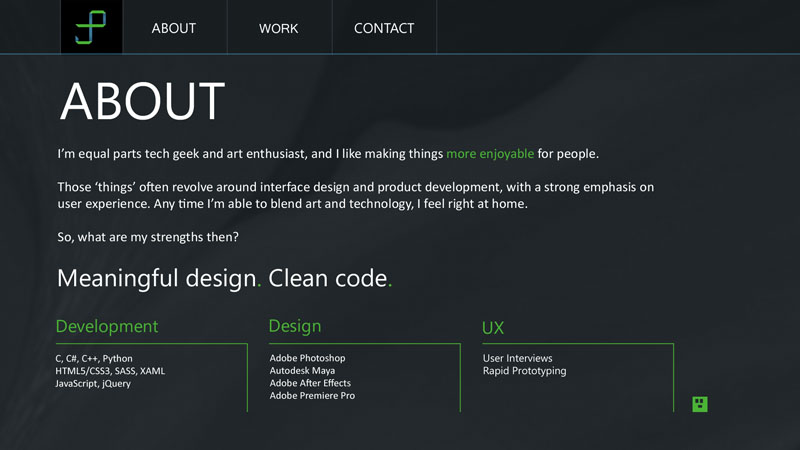 ABOUT
WORK
CONTACT
ABOUT
I’m equal parts tech geek and art enthusiast, and I like making things more enjoyable for people.
Those ‘things’ often revolve around interface design and product development, with a strong emphasis on
user experience. Any time I’m able to blend art and technology, I feel right at home.
So, what are my strengths then?
Meaningful design. Clean code.
Development
C, C#, C++, Python
HTML5/CSS3, SASS, XAML
JavaScript, jQuery
Design
Adobe Photoshop
Autodesk Maya
Adobe After Effects
Adobe Premiere Pro
UX
User Interviews
Rapid Prototyping